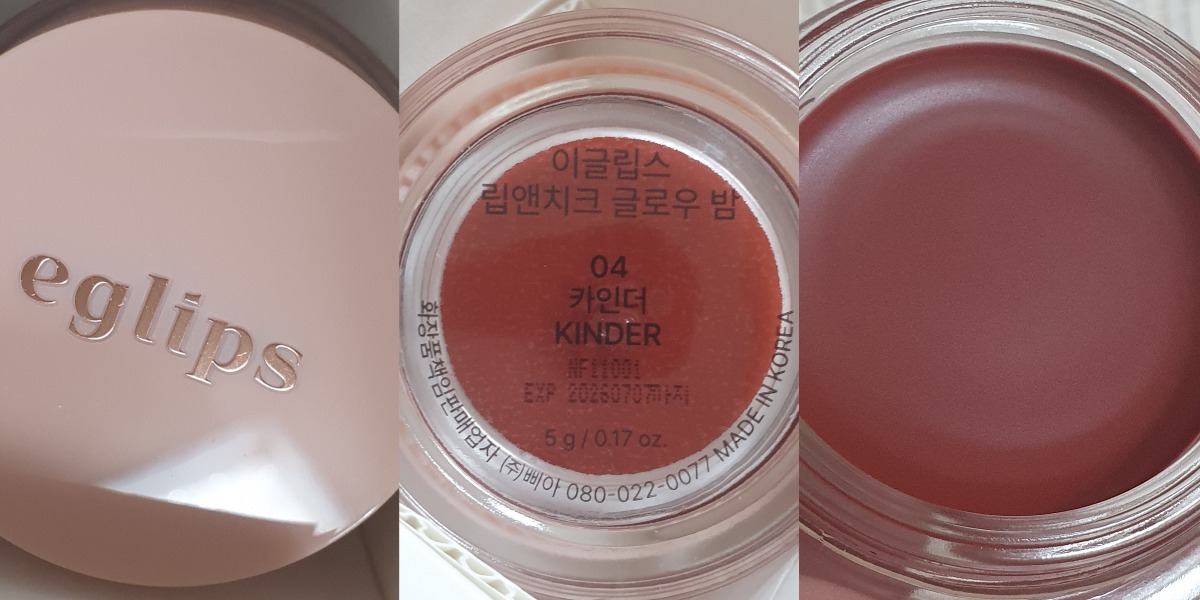 eglips
이글립스
립앤치크 글로우 밤
04
카인더
KINDER
NF11001
EXP 20260707까지
5 g / 0.17 oz.
화장품책임판매업자 (주)삐아 080-022-0077 MADE IN KOREA